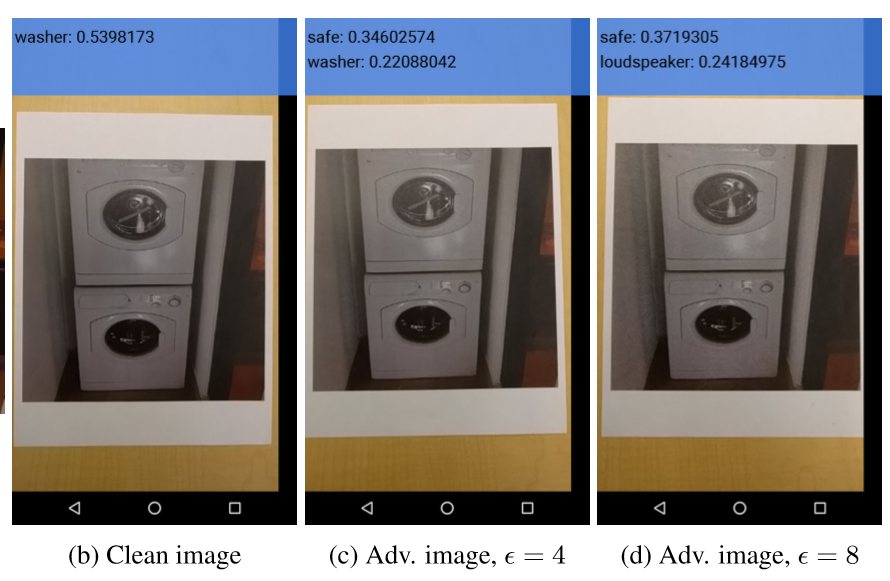 washer: 0.5398173
safe: 0.34602574
washer: 0.22088042
safe: 0.3719305
loudspeaker: 0.24184975
(b) Clean image
(c) Adv. image, ϵ = 4
(d) Adv. image, ϵ = 8